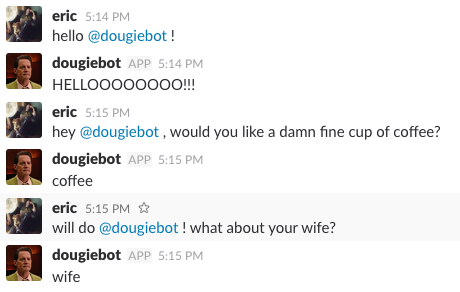 eric 5:14 PM
hello @dougiebot !
dougiebot APP 5:14 PM
HELLOOOOOOOO!!!
eric 5:15 PM
hey @dougiebot , would you like a damn fine cup of coffee?
dougiebot APP 5:15 PM
coffee
eric 5:15 PM
will do @dougiebot ! what about your wife?
dougiebot APP 5:15 PM
wife